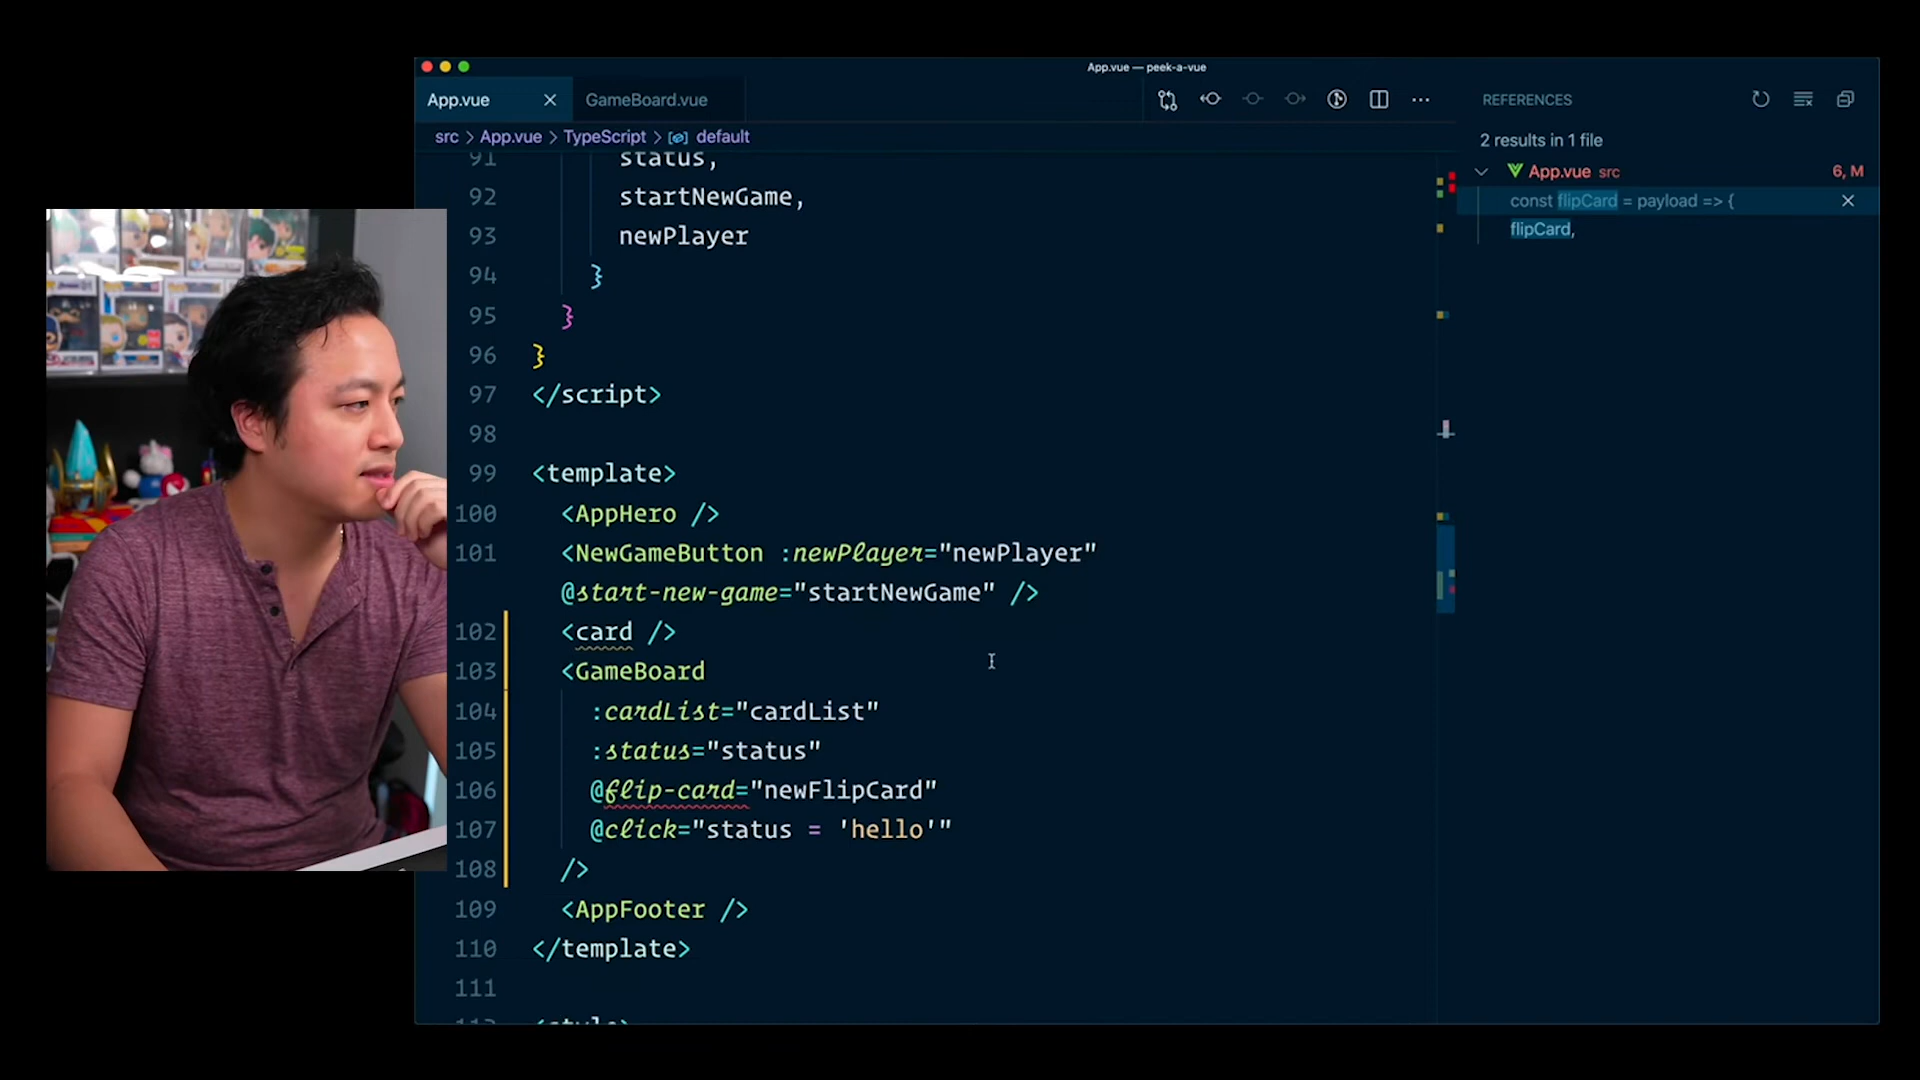 App.vue — peek-a-vue
App.vue
GameBoard.vue
src > App.vue > TypeScript > default
91 status,
92 startNewGame,
93 newPlayer
94 }
95 }
96 }
97 </script>
98
99 <template>
100 <AppHero />
101 <NewGameButton :newPlayer="newPlayer"
@start-new-game="startNewGame" />
102 <card />
103 <GameBoard
104 :cardList="cardList"
105 :status="status"
106 @flip-card="newFlipCard"
107 @click="status = 'hello'"
108 />
109 <AppFooter />
110 </template>
111
<style>
REFERENCES
2 results in 1 file
App.vue src 6, M
const flipCard = payload => {
flipCard,